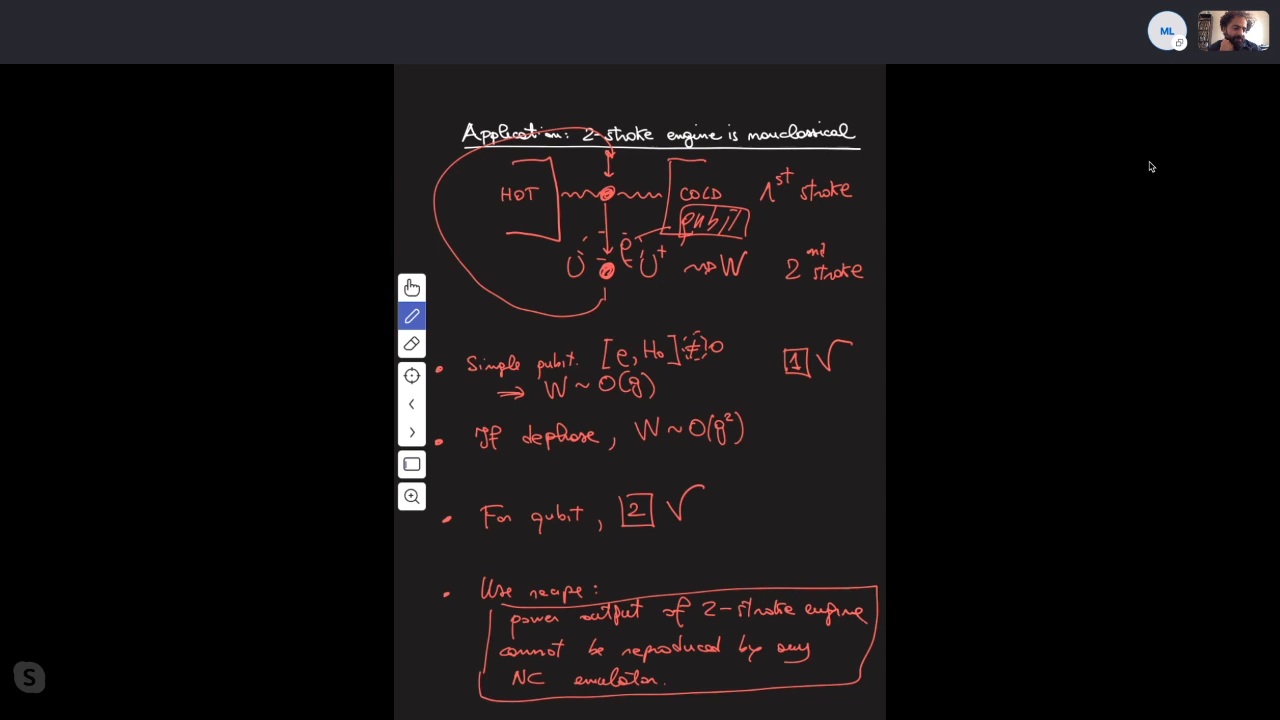 ML
Application: 2-stroke engine is nonclassical
HOT COLD 1st stroke
qubit
U ρ U† ⇝ W 2nd stroke
• Simple qubit. [ρ, H₀] ≠ 0 1 √
⇒ W ~ O(g)
• If dephase, W ~ O(g²)
• For qubit, 2 √
• Use recipe:
power output of 2-stroke engine
cannot be reproduced by any
NC emulator.
S